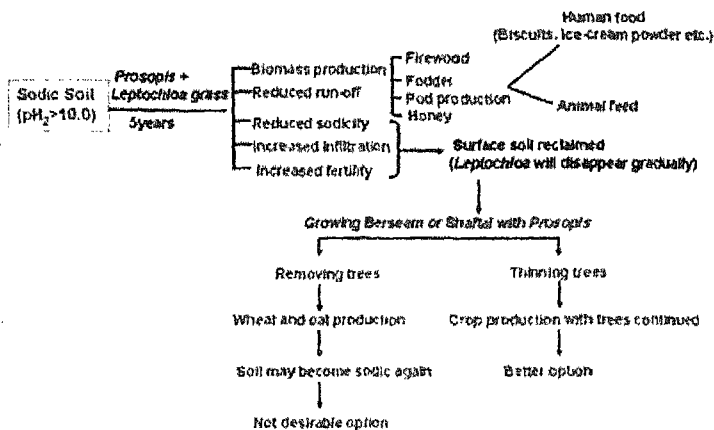 Human food
(Biscuits, ice-cream powder etc.)
Sodic Soil
(pH2>10.0)
Prosopis +
Leptochloa grass
5years
Biomass production
Reduced run-off
Reduced sodicity
Increased infiltration
Increased fertility
Firewood
Fodder
Pod production
Honey
Animal feed
Surface soil reclaimed
(Leptochloa will disappear gradually)
Growing Berseem or Shaftal with Prosopis
Removing trees
Thinning trees
Wheat and oat production
Crop production with trees continued
Soil may become sodic again
Better option
Not desirable option